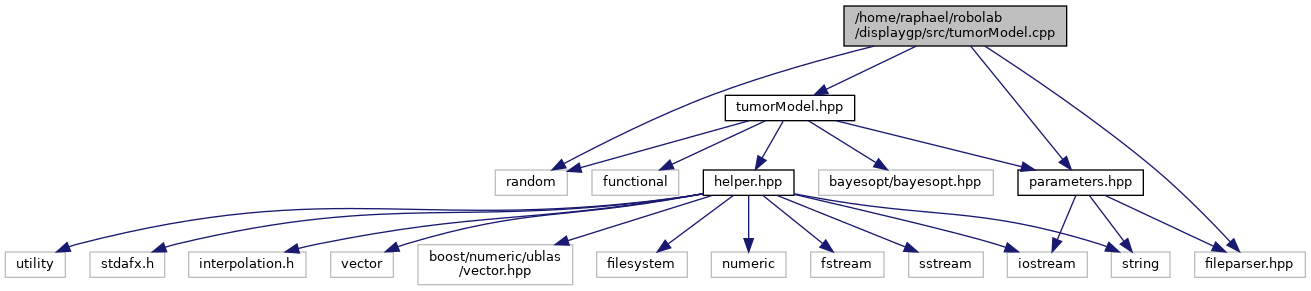 /home/raphael/robolab
/displaygp/src/tumorModel.cpp
tumorModel.hpp
random
functional
helper.hpp
bayesopt/bayesopt.hpp
parameters.hpp
utility
stdafx.h
interpolation.h
vector
boost/numeric/ublas
/vector.hpp
filesystem
numeric
fstream
sstream
iostream
string
fileparser.hpp